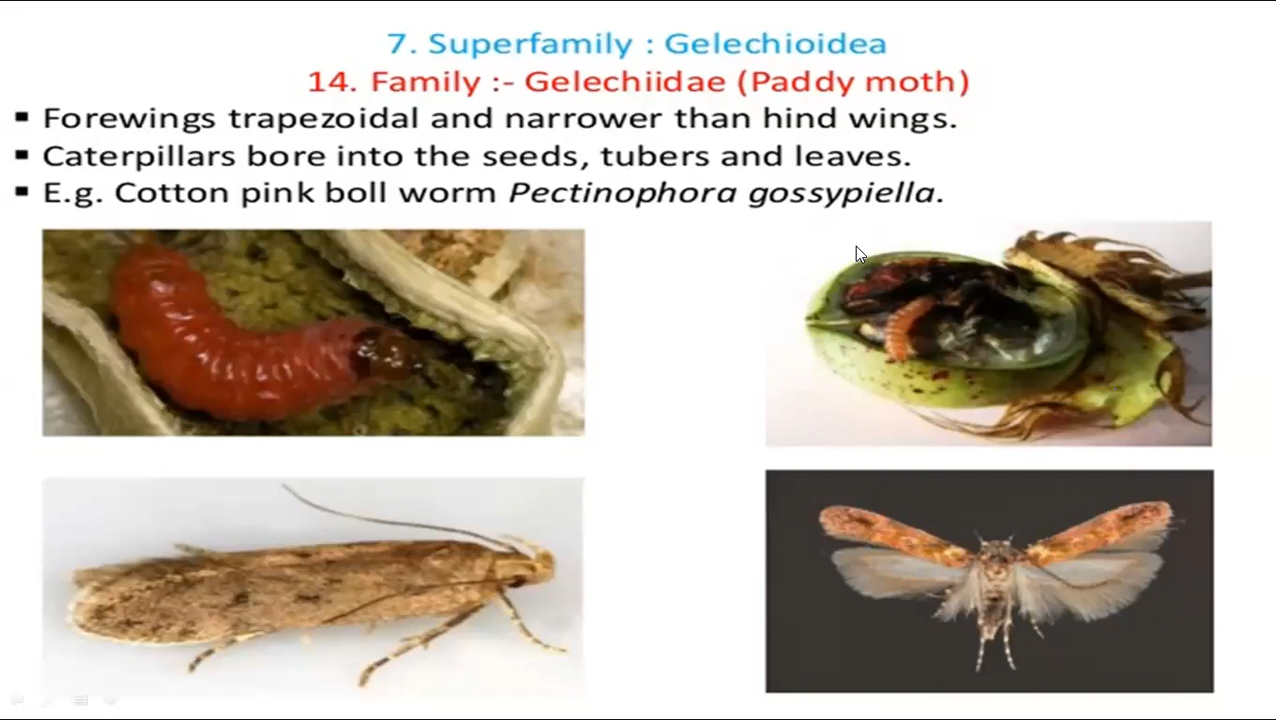 7. Superfamily : Gelechioidea
14. Family :- Gelechiidae (Paddy moth)
▪ Forewings trapezoidal and narrower than hind wings.
▪ Caterpillars bore into the seeds, tubers and leaves.
▪ E.g. Cotton pink boll worm Pectinophora gossypiella.